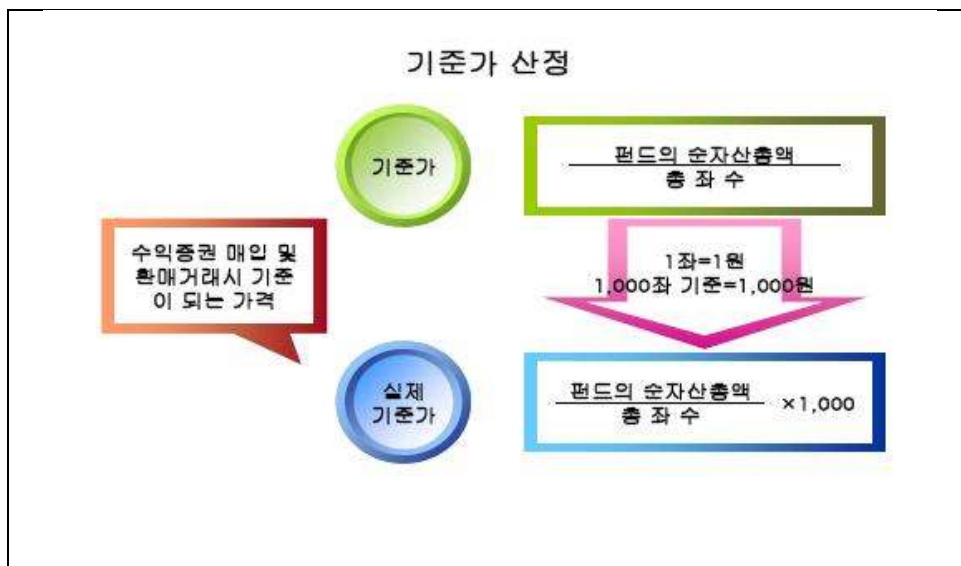 기준가 산정
기준가
펀드의 순자산총액
총 좌 수
수익증권 매입 및
환매거래시 기준
이 되는 가격
1좌=1원
1,000좌 기준=1,000원
실제
기준가
펀드의 순자산총액
총 좌 수
×1,000